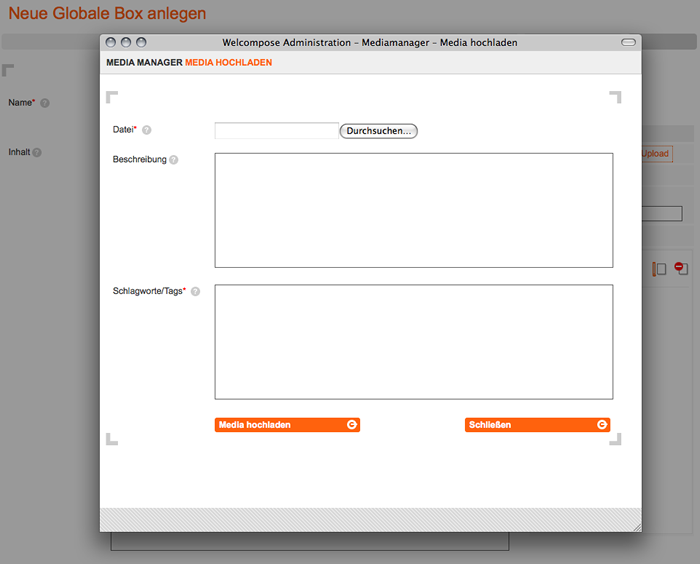 Neue Globale Box anlegen
Welcompose Administration – Mediamanager – Media hochladen
MEDIA MANAGER MEDIA HOCHLADEN
Name* ?
Datei* ? Durchsuchen...
Inhalt ?
Beschreibung ?
Upload
Schlagworte/Tags* ?
Media hochladen
Schließen